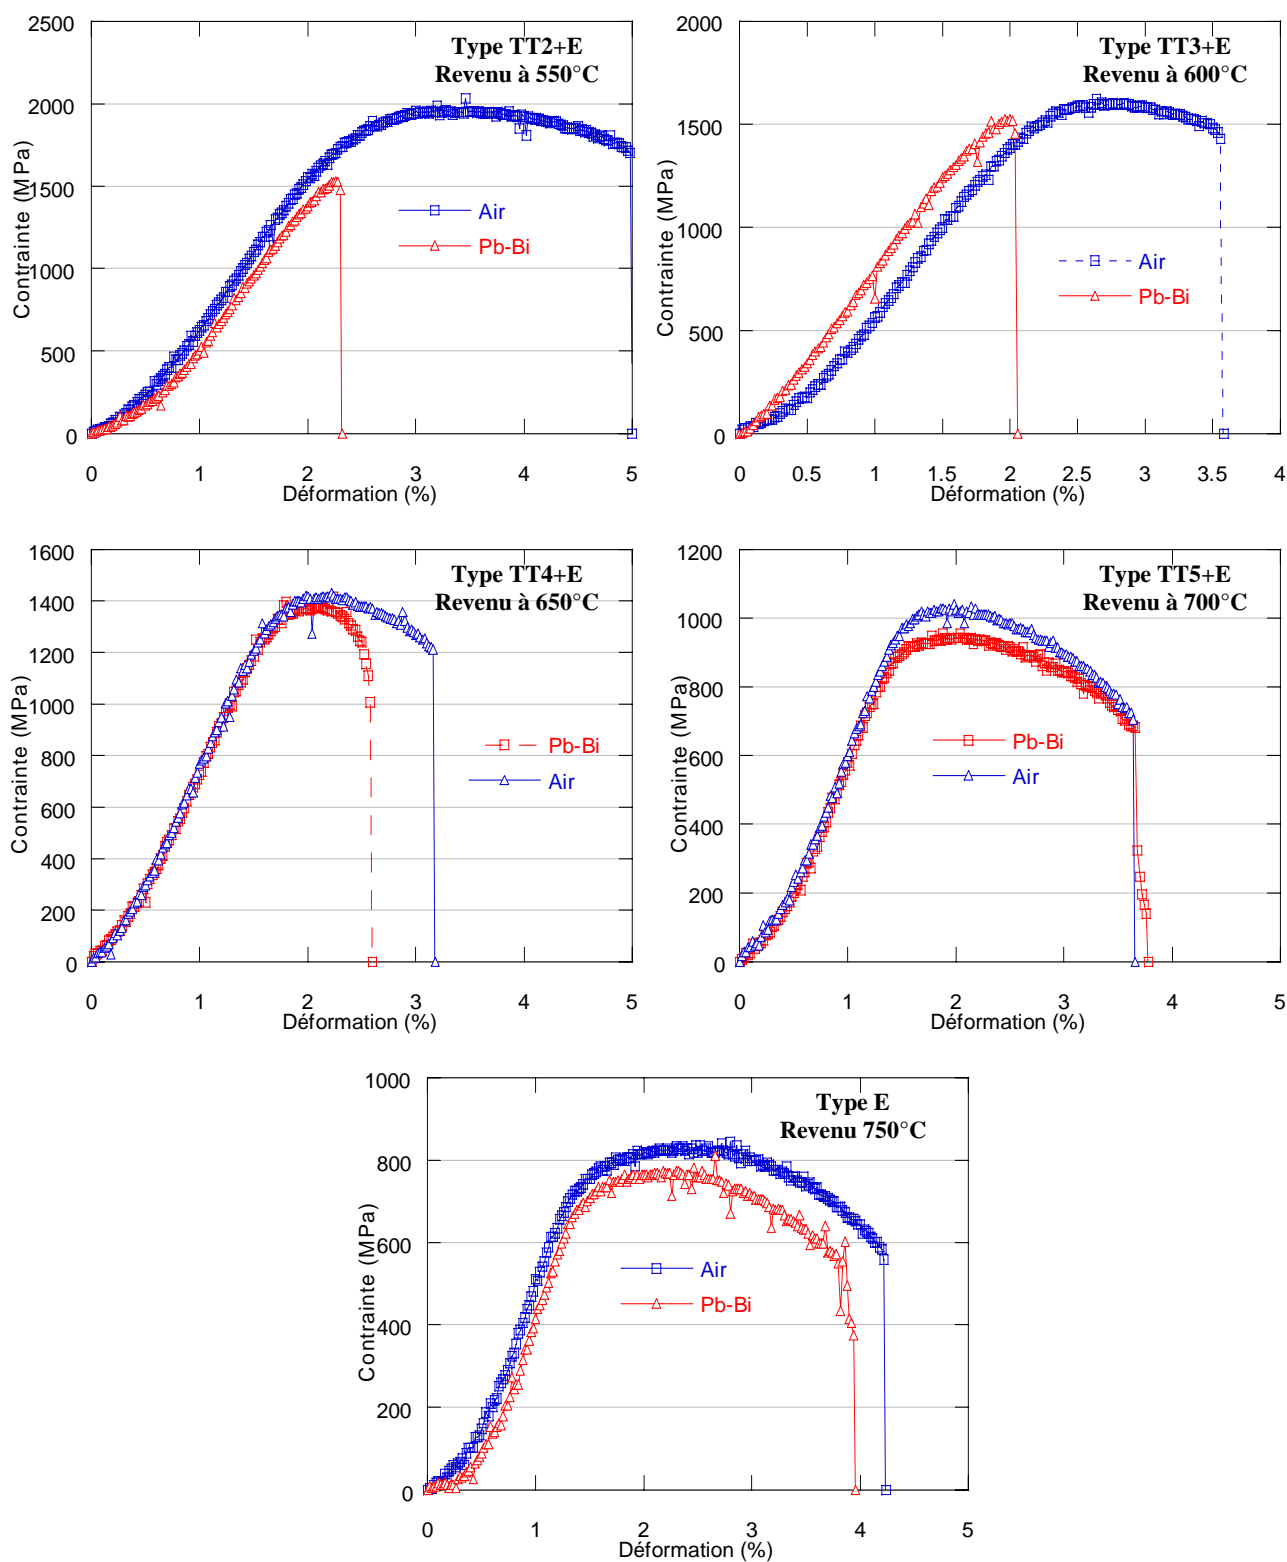 Type TT2+E
Revenu à 550°C
Contrainte (MPa)
2500
2000
1500
1000
500
0
Air
Pb-Bi
0 1 2 3 4 5
Déformation (%)
Type TT3+E
Revenu à 600°C
Contrainte (MPa)
2000
1500
1000
500
0
Air
Pb-Bi
0 0.5 1 1.5 2 2.5 3 3.5 4
Déformation (%)
Type TT4+E
Revenu à 650°C
Contrainte (MPa)
1600
1400
1200
1000
800
600
400
200
0
Pb-Bi
Air
0 1 2 3 4 5
Déformation (%)
Type TT5+E
Revenu à 700°C
Contrainte (MPa)
1200
1000
800
600
400
200
0
Pb-Bi
Air
0 1 2 3 4 5
Déformation (%)
Type E
Revenu 750°C
Contrainte (MPa)
1000
800
600
400
200
0
Air
Pb-Bi
0 1 2 3 4 5
Déformation (%)